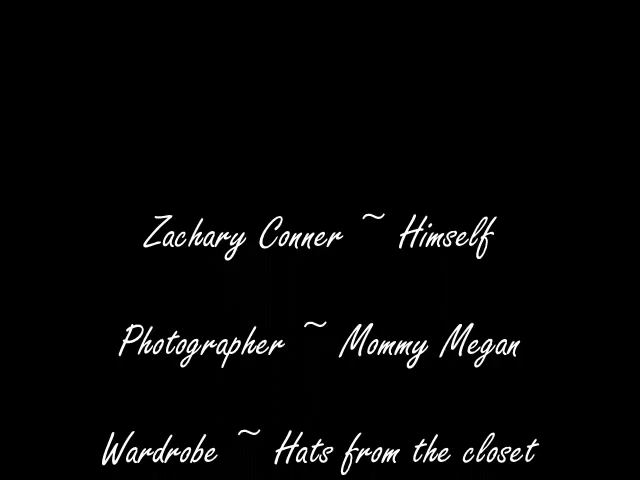 Zachary Conner ~ Himself
Photographer ~ Mommy Megan
Wardrobe ~ Hats from the closet